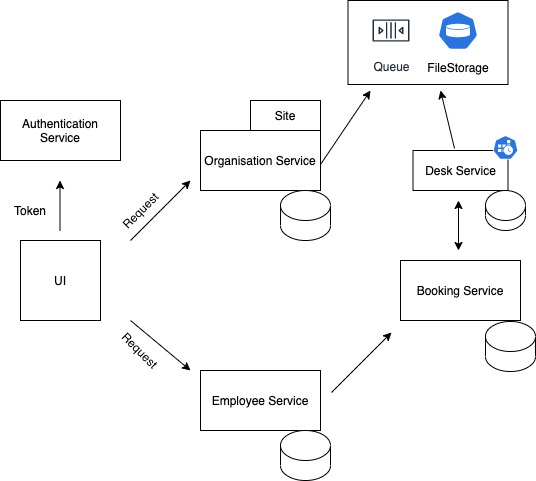 Queue
FileStorage
Site
Authentication
Service
Organisation Service
Desk Service
Token
Request
UI
Booking Service
Request
Employee Service